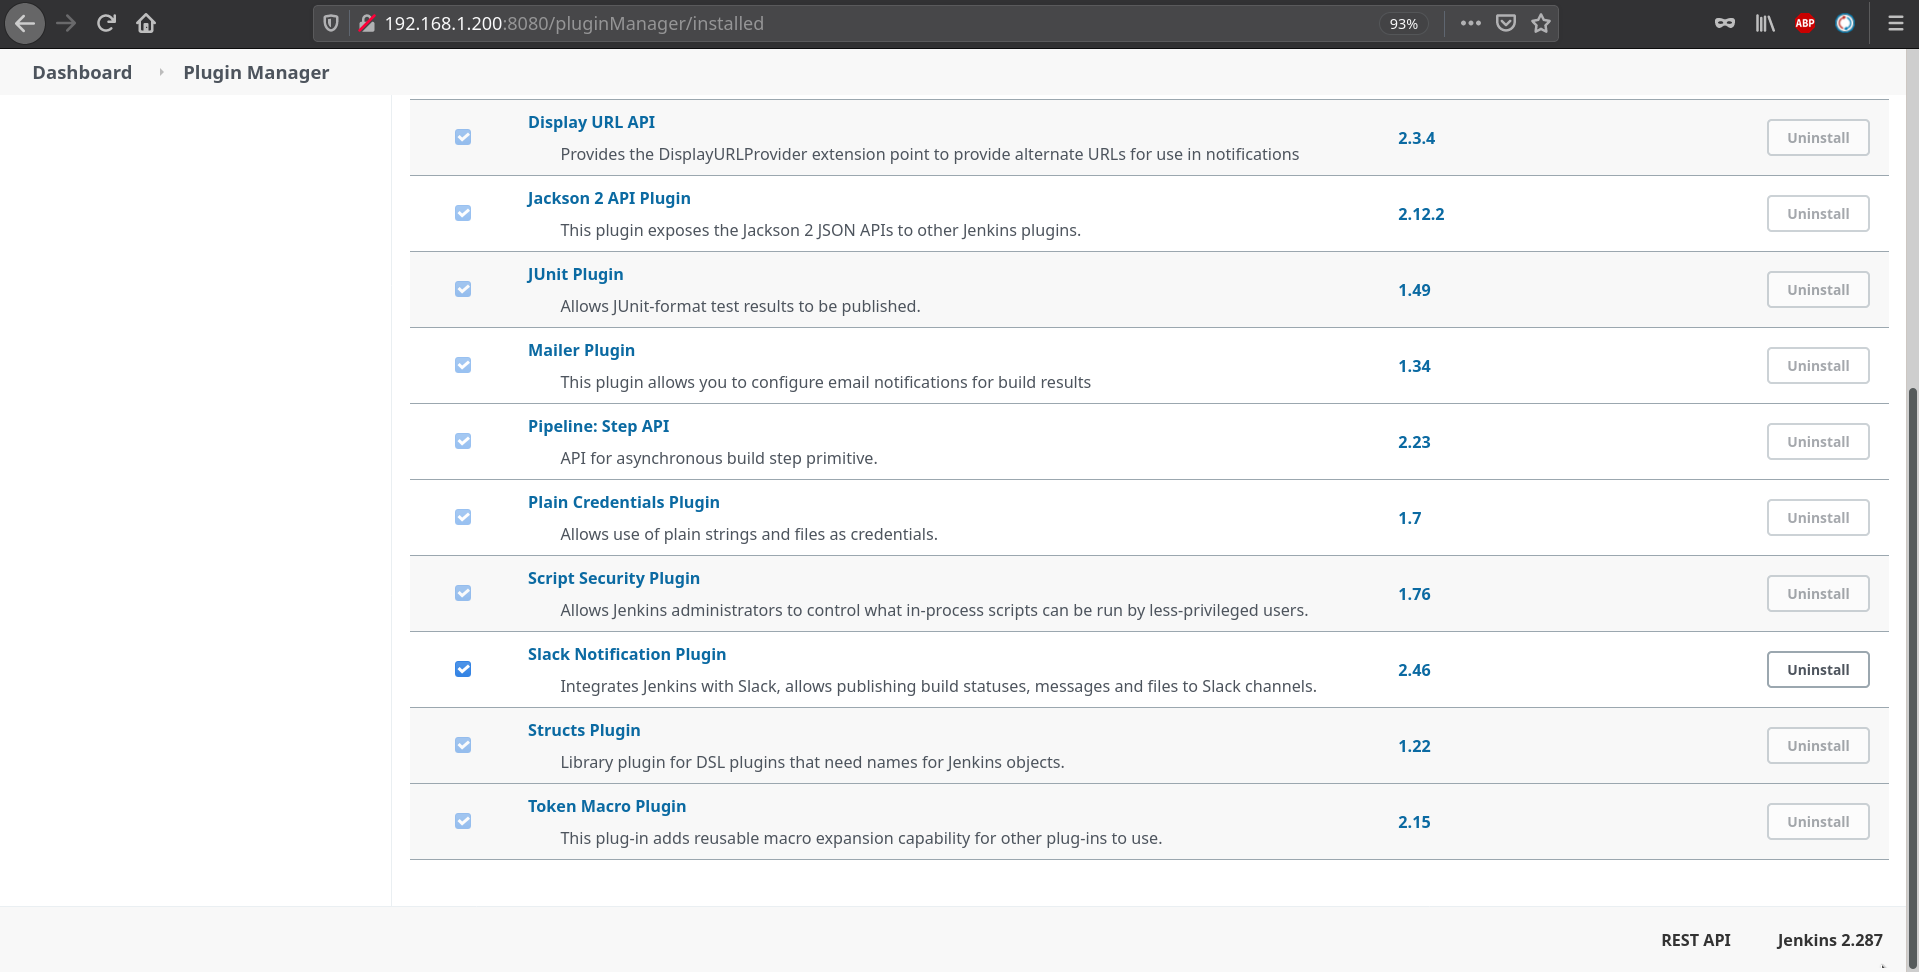 192.168.1.200:8080/pluginManager/installed
93%
ABP
Dashboard
Plugin Manager
Display URL API
Provides the DisplayURLProvider extension point to provide alternate URLs for use in notifications
2.3.4
Uninstall
Jackson 2 API Plugin
This plugin exposes the Jackson 2 JSON APIs to other Jenkins plugins.
2.12.2
Uninstall
JUnit Plugin
Allows JUnit-format test results to be published.
1.49
Uninstall
Mailer Plugin
This plugin allows you to configure email notifications for build results
1.34
Uninstall
Pipeline: Step API
API for asynchronous build step primitive.
2.23
Uninstall
Plain Credentials Plugin
Allows use of plain strings and files as credentials.
1.7
Uninstall
Script Security Plugin
Allows Jenkins administrators to control what in-process scripts can be run by less-privileged users.
1.76
Uninstall
Slack Notification Plugin
Integrates Jenkins with Slack, allows publishing build statuses, messages and files to Slack channels.
2.46
Uninstall
Structs Plugin
Library plugin for DSL plugins that need names for Jenkins objects.
1.22
Uninstall
Token Macro Plugin
This plug-in adds reusable macro expansion capability for other plug-ins to use.
2.15
Uninstall
REST API
Jenkins 2.287